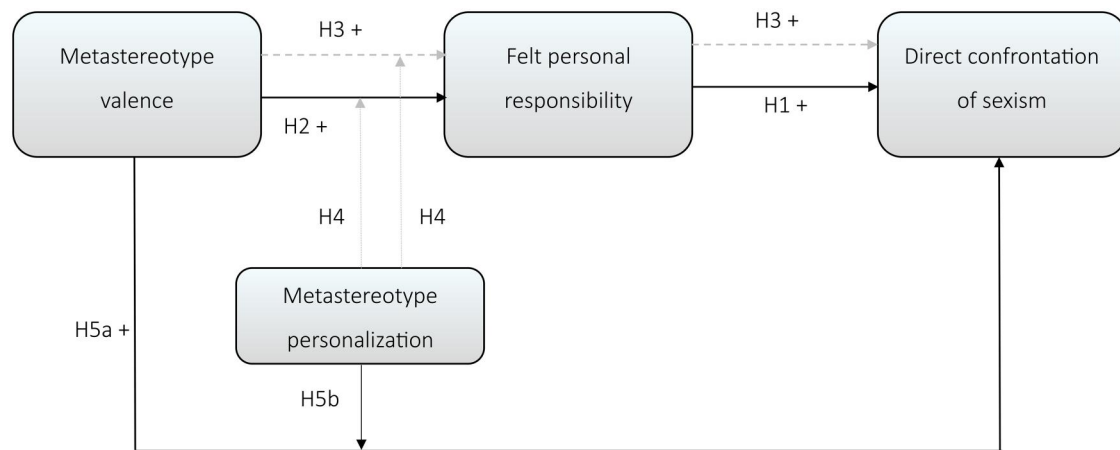 H3 +
H3 +
Metastereotype
valence
Felt personal
responsibility
Direct confrontation
of sexism
H2 +
H1 +
H4
H4
Metastereotype
personalization
H5a +
H5b